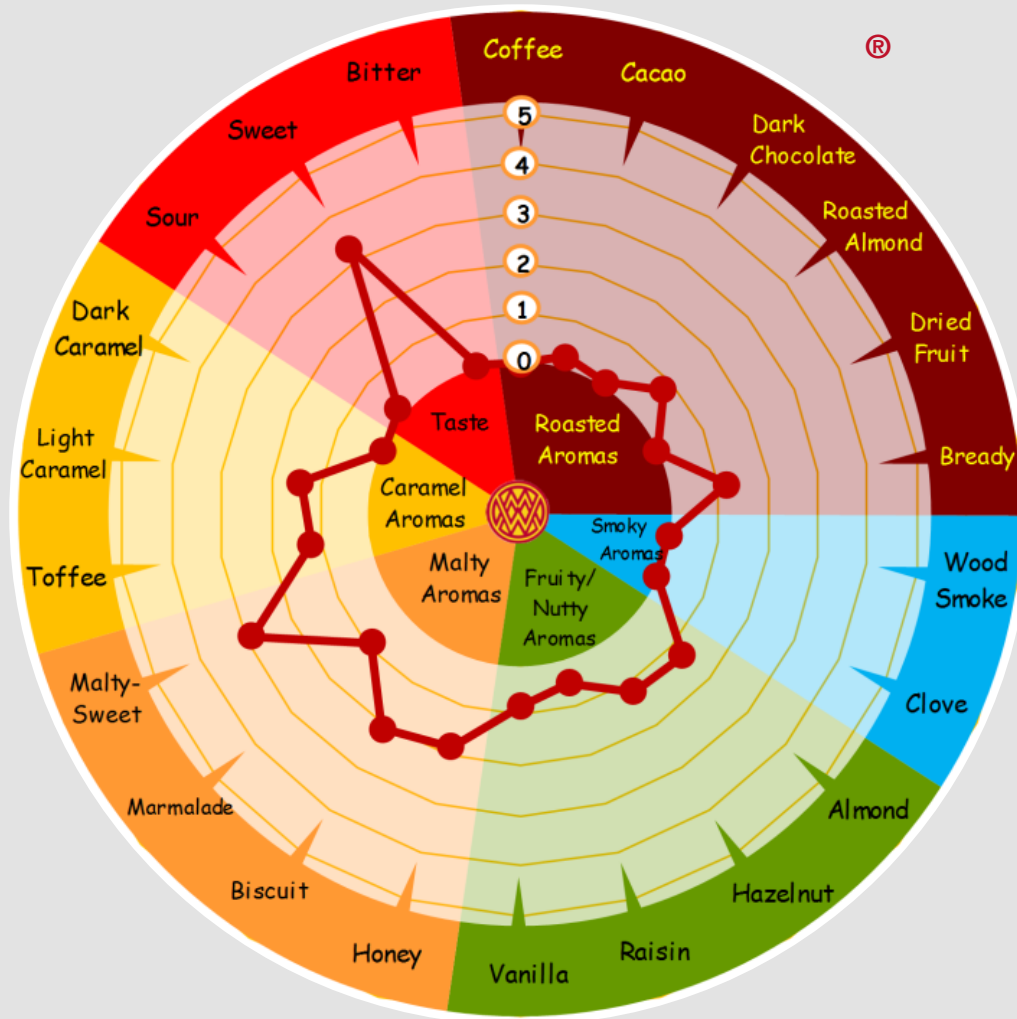 ®
Coffee
Cacao
Dark
Chocolate
Roasted
Almond
Dried
Fruit
Bready
Wood
Smoke
Clove
Almond
Hazelnut
Raisin
Vanilla
Honey
Biscuit
Marmalade
Malty-
Sweet
Toffee
Light
Caramel
Dark
Caramel
Sour
Sweet
Bitter
5
4
3
2
1
0
Taste
Roasted
Aromas
Smoky
Aromas
Fruity/
Nutty
Aromas
Malty
Aromas
Caramel
Aromas